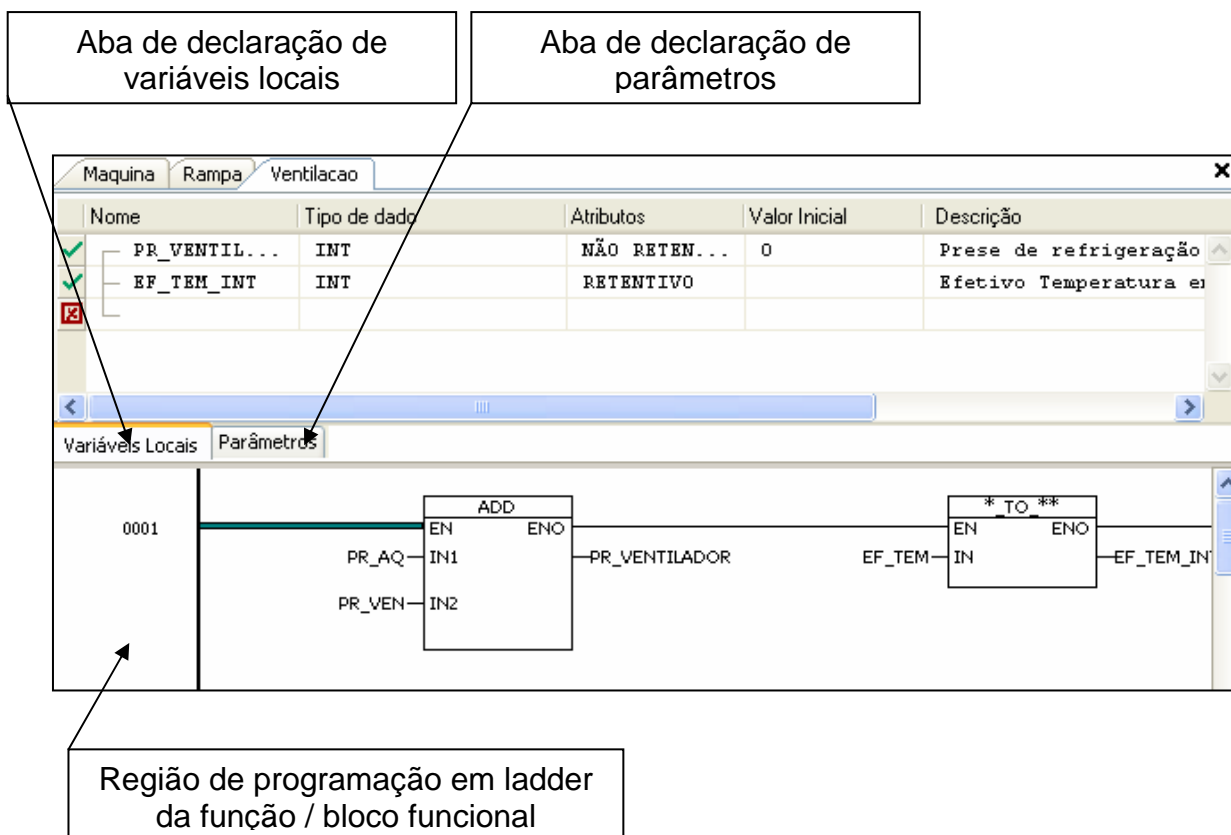 Aba de declaração de
variáveis locais
Aba de declaração de
parâmetros
Maquina Rampa Ventilacao
Nome Tipo de dado Atributos Valor Inicial Descrição
PR_VENTIL... INT NÃO RETEN... 0 Prese de refrigeração
EF_TEM_INT INT RETENTIVO Efetivo Temperatura
Variáveis Locais Parâmetros
ADD *_TO_**
0001 EN ENO EN ENO
PR_AQ IN1 PR_VENTILADOR EF_TEM IN EF_TEM_IN
PR_VEN IN2
Região de programação em ladder
da função / bloco funcional